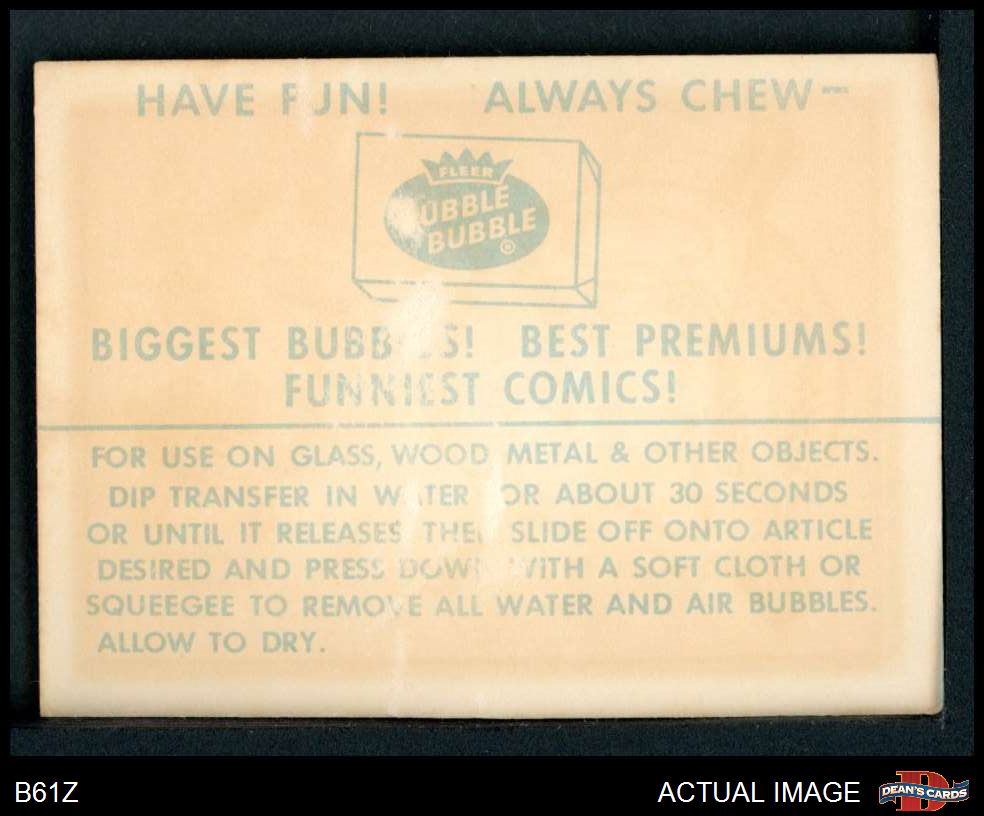 HAVE FUN! ALWAYS CHEW—
FLEER
DUBBLE
BUBBLE
®
BIGGEST BUBBLES! BEST PREMIUMS!
FUNNIEST COMICS!
FOR USE ON GLASS, WOOD METAL & OTHER OBJECTS.
DIP TRANSFER IN WATER FOR ABOUT 30 SECONDS
OR UNTIL IT RELEASES THEN SLIDE OFF ONTO ARTICLE
DESIRED AND PRESS DOWN WITH A SOFT CLOTH OR
SQUEEGEE TO REMOVE ALL WATER AND AIR BUBBLES.
ALLOW TO DRY.
B61Z ACTUAL IMAGE
D
DEAN'S CARDS